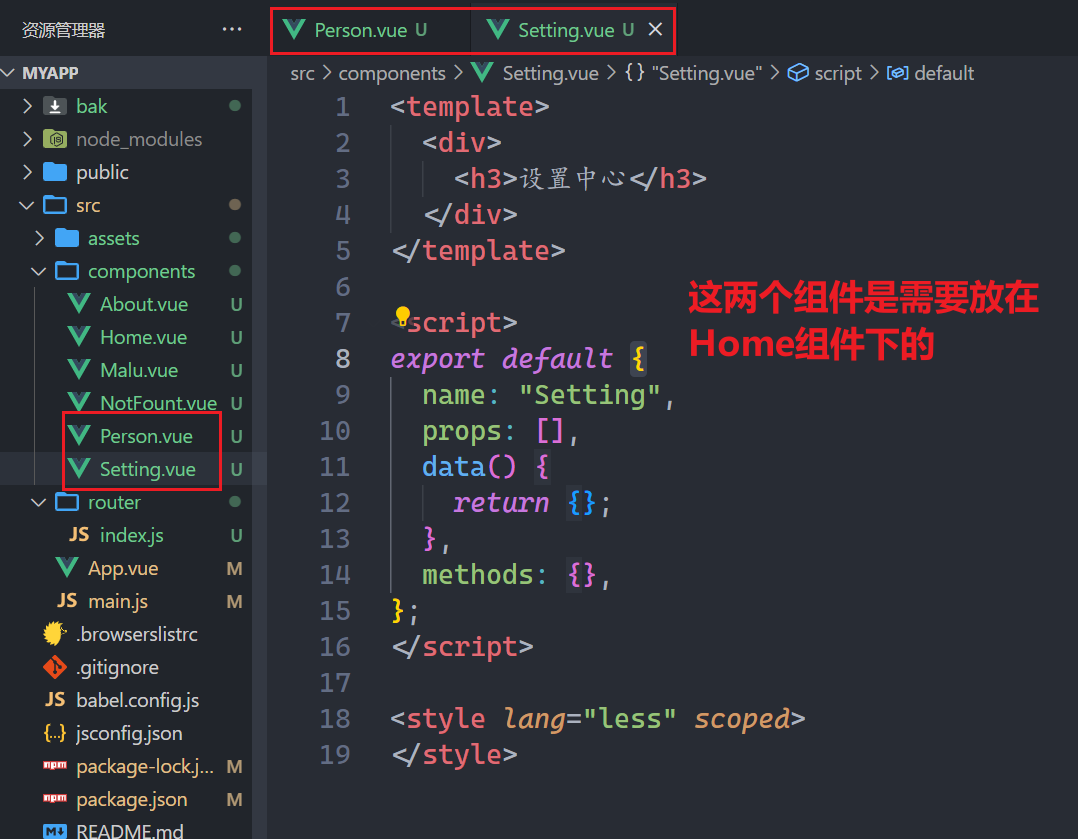 资源管理器 ···
MYAPP
bak
node_modules
public
src
assets
components
About.vue U
Home.vue U
Malu.vue U
NotFount.vue U
Person.vue U
Setting.vue U
router
JS index.js U
App.vue M
JS main.js M
.browserslistrc
.gitignore
JS babel.config.js
{..} jsconfig.json
npm package-lock.j... M
npm package.json M
M↓ README.md
Person.vue U Setting.vue U ×
src > components > Setting.vue > {} "Setting.vue" > script > default
1 <template>
2 <div>
3 <h3>设置中心</h3>
4 </div>
5 </template>
6
7 <script>
8 export default {
9 name: "Setting",
10 props: [],
11 data() {
12 return {};
13 },
14 methods: {},
15 };
16 </script>
17
18 <style lang="less" scoped>
19 </style>
这两个组件是需要放在
Home组件下的